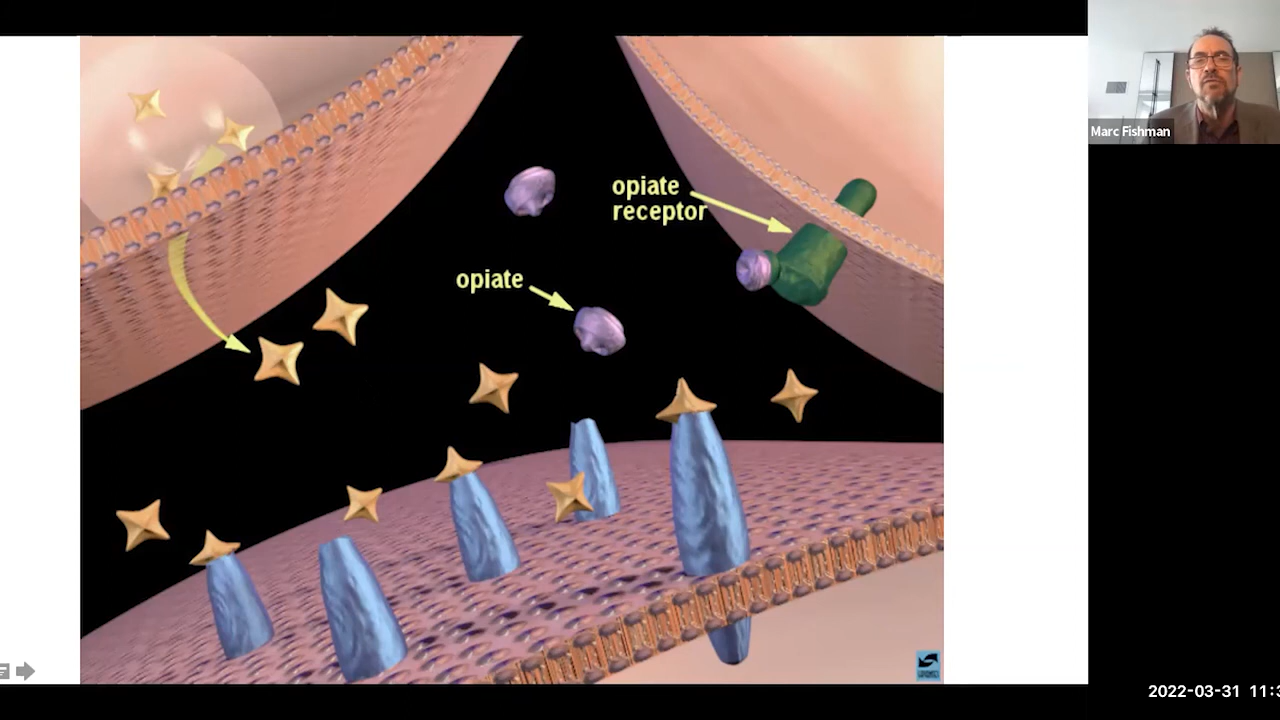 opiate
receptor
opiate
Marc Fishman
2022-03-31 11:3